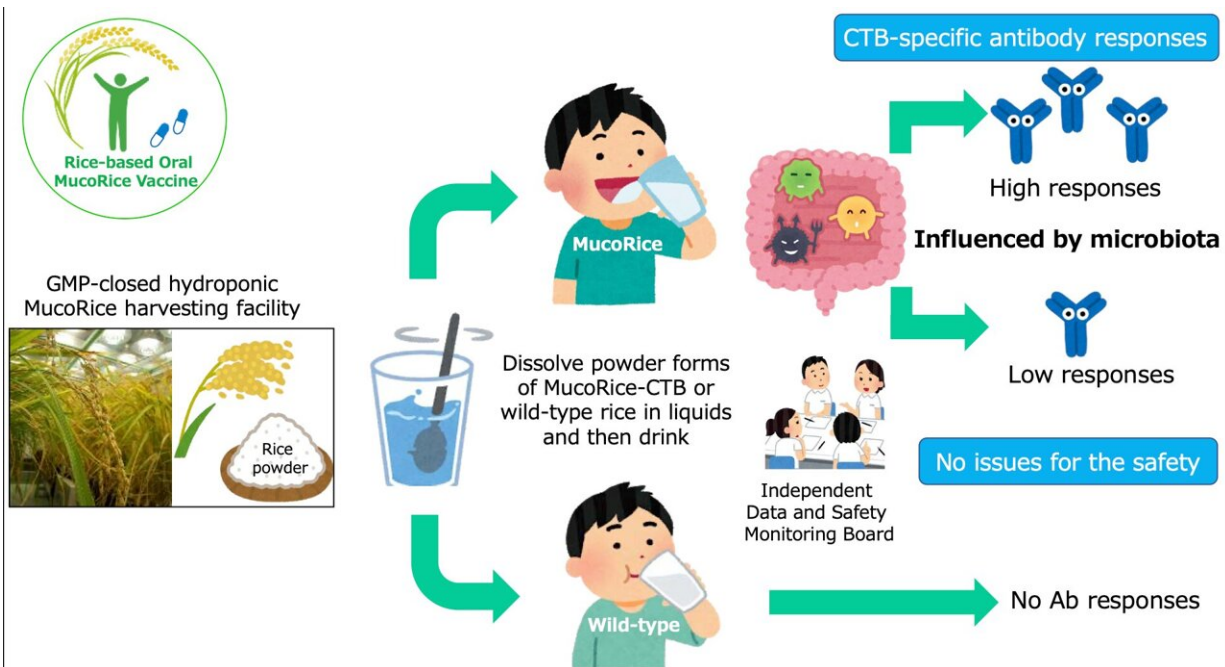 Rice-based Oral
MucoRice Vaccine
GMP-closed hydroponic
MucoRice harvesting facility
Rice
powder
Dissolve powder forms
of MucoRice-CTB or
wild-type rice in liquids
and then drink
MucoRice
Wild-type
CTB-specific antibody responses
High responses
Influenced by microbiota
Low responses
Independent
Data and Safety
Monitoring Board
No issues for the safety
No Ab responses